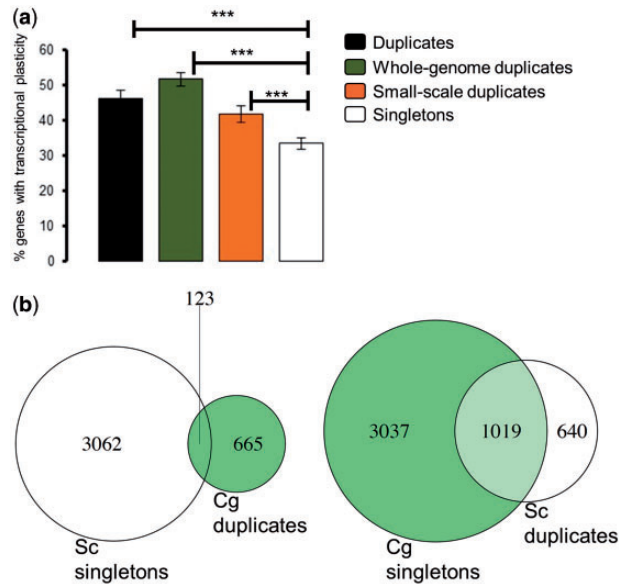 (a)
***
***
***
% genes with transcriptional plasticity
60
50
40
30
20
10
0
Duplicates
Whole-genome duplicates
Small-scale duplicates
Singletons
(b)
123
3062
665
Cg
duplicates
Sc
singletons
3037
1019
640
Sc
duplicates
Cg
singletons